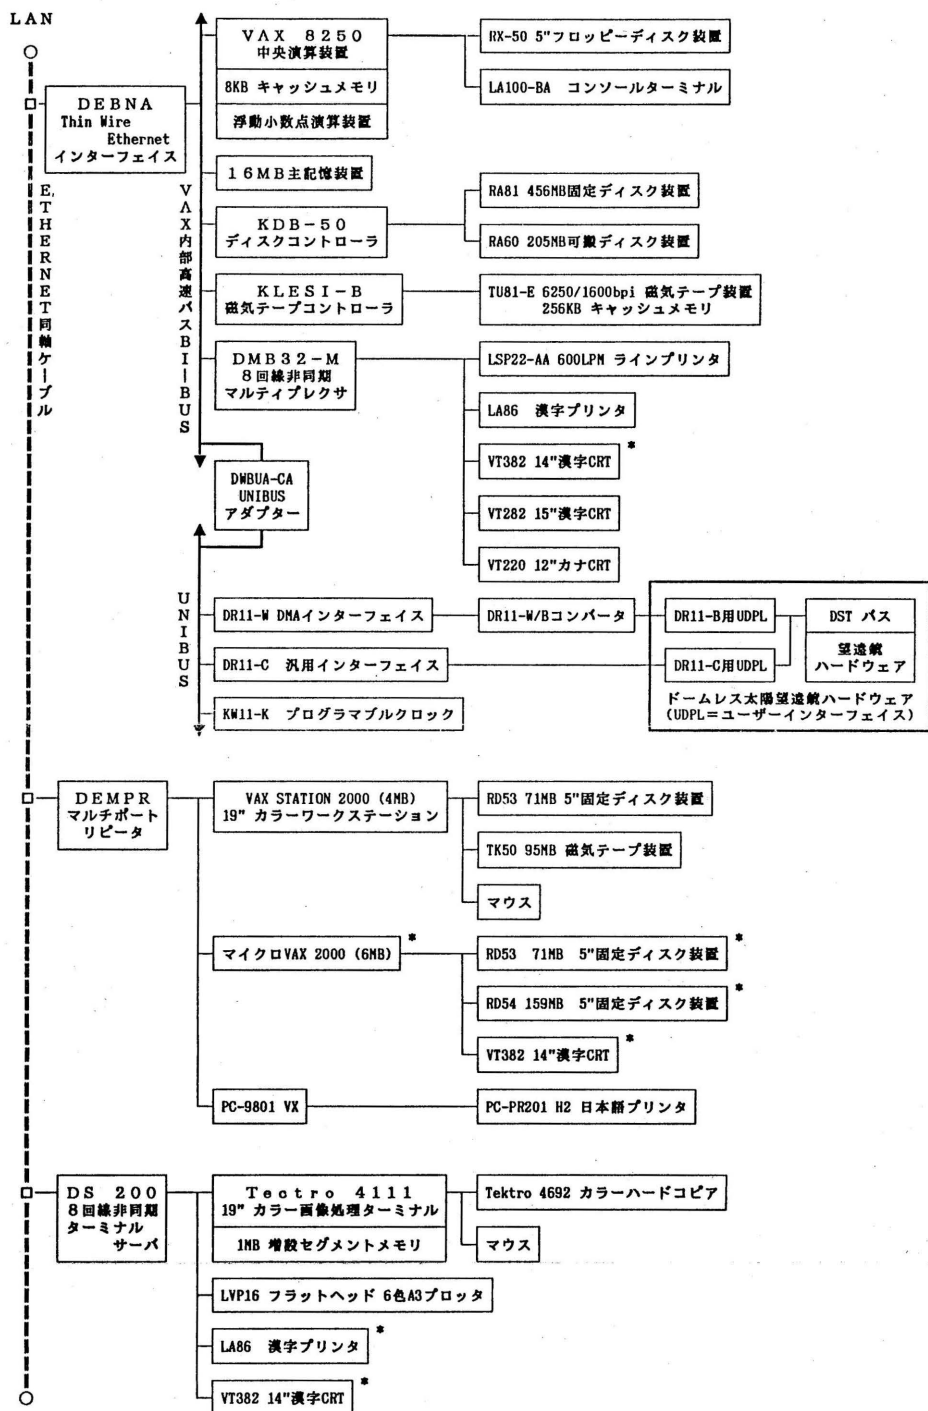 LAN
DEBNA
Thin Wire
Ethernet
インターフェイス
ETHERNET同軸ケーブル
VAX内部高速バスBI-BUS
VAX 8250
中央演算装置
8KB キャッシュメモリ
浮動小数点演算装置
RX-50 5"フロッピーディスク装置
LA100-BA コンソールターミナル
16MB主記憶装置
KDB-50
ディスクコントローラ
RA81 456MB固定ディスク装置
RA60 205MB可搬ディスク装置
KLESI-B
磁気テープコントローラ
TU81-E 6250/1600bpi 磁気テープ装置
256KB キャッシュメモリ
DMB32-M
8回線非同期
マルティプレクサ
LSP22-AA 600LPM ラインプリンタ
LA86 漢字プリンタ
VT382 14"漢字CRT *
VT282 15"漢字CRT
VT220 12"カナCRT
DWBUA-CA
UNIBUS
アダプター
UNIBUS
DR11-W DMAインターフェイス
DR11-W/Bコンバータ
DR11-B用UDPL
DST バス
望遠鏡
ハードウェア
DR11-C 汎用インターフェイス
DR11-C用UDPL
ドームレス太陽望遠鏡ハードウェア
(UDPL=ユーザーインターフェイス)
KW11-K プログラマブルクロック
DEMPR
マルチポート
リピータ
VAX STATION 2000 (4MB)
19" カラーワークステーション
RD53 71MB 5"固定ディスク装置
TK50 95MB 磁気テープ装置
マウス
マイクロVAX 2000 (6MB) *
RD53 71MB 5"固定ディスク装置 *
RD54 159MB 5"固定ディスク装置 *
VT382 14"漢字CRT *
PC-9801 VX
PC-PR201 H2 日本語プリンタ
DS 200
8回線非同期
ターミナル
サーバ
Tectro 4111
19" カラー画像処理ターミナル
1MB 増設セグメントメモリ
Tektro 4692 カラーハードコピア
マウス
LVP16 フラットヘッド 6色A3プロッタ
LA86 漢字プリンタ *
VT382 14"漢字CRT *